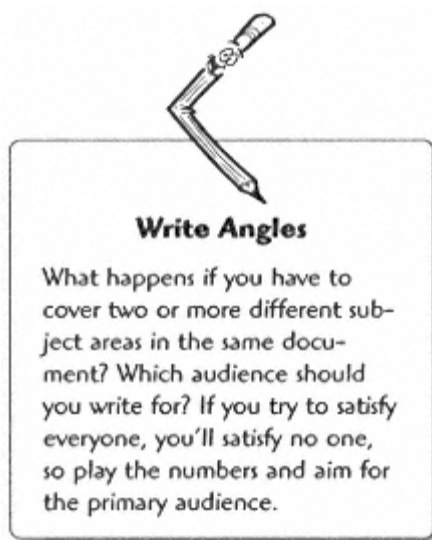 Write Angles
What happens if you have to
cover two or more different sub-
ject areas in the same docu-
ment? Which audience should
you write for? If you try to satisfy
everyone, you'll satisfy no one,
so play the numbers and aim for
the primary audience.